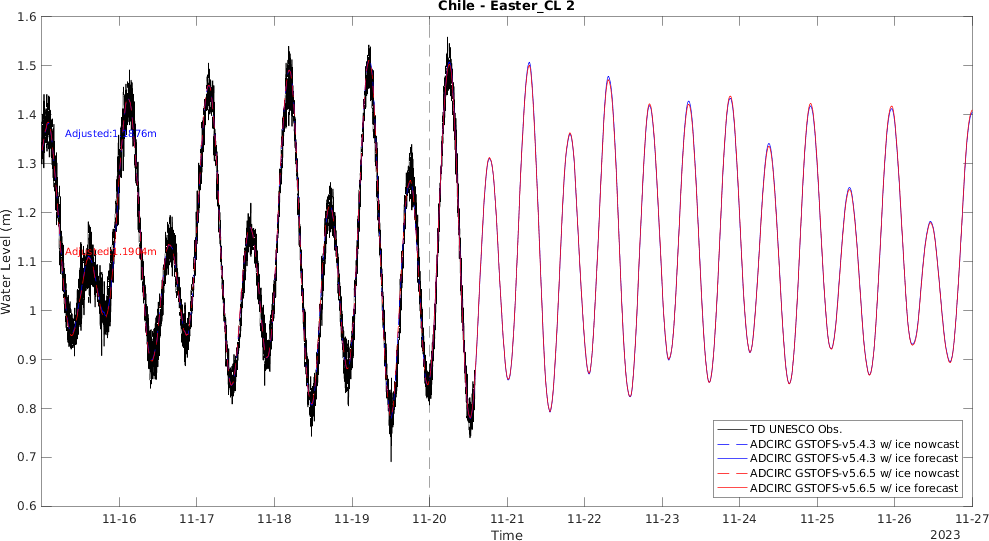 Chile - Easter_CL 2
1.6
1.5
1.4
1.3
1.2
1.1
1
0.9
0.8
0.7
0.6
Water Level (m)
Adjusted:1.1876m
Adjusted:1.1904m
TD UNESCO Obs.
ADCIRC GSTOFS-v5.4.3 w/ ice nowcast
ADCIRC GSTOFS-v5.4.3 w/ ice forecast
ADCIRC GSTOFS-v5.6.5 w/ ice nowcast
ADCIRC GSTOFS-v5.6.5 w/ ice forecast
11-16 11-17 11-18 11-19 11-20 11-21 11-22 11-23 11-24 11-25 11-26 11-27
Time
2023